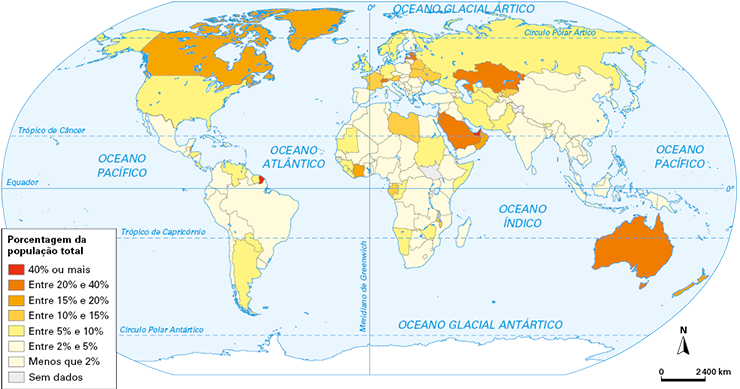 OCEANO GLACIAL ÁRTICO
0°
Círculo Polar Ártico
Trópico de Câncer
OCEANO
PACÍFICO
OCEANO
ATLÂNTICO
OCEANO
PACÍFICO
Equador
0°
OCEANO
ÍNDICO
Trópico de Capricórnio
Meridiano de Greenwich
Círculo Polar Antártico
OCEANO GLACIAL ANTÁRTICO
Porcentagem da
população total
40% ou mais
Entre 20% e 40%
Entre 15% e 20%
Entre 10% e 15%
Entre 5% e 10%
Entre 2% e 5%
Menos que 2%
Sem dados
N
0 2 400 km